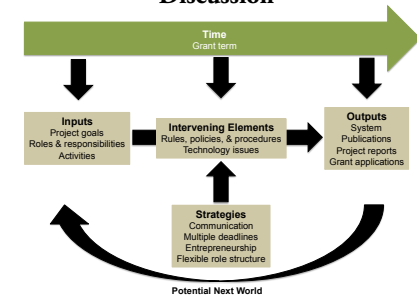 Discussion
Time
Grant term
Inputs
Project goals
Roles & responsibilities
Activities
Intervening Elements
Rules, policies, & procedures
Technology issues
Outputs
System
Publications
Project reports
Grant applications
Strategies
Communication
Multiple deadlines
Entrepreneurship
Flexible role structure
Potential Next World